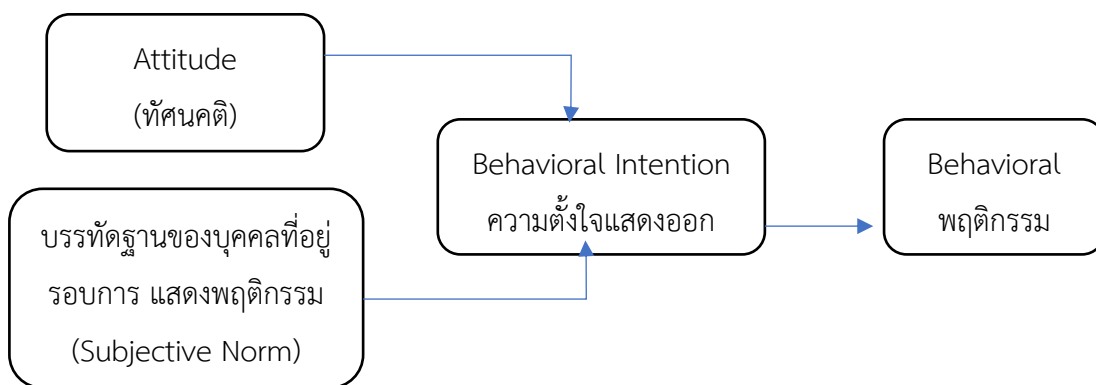 Attitude
(ทัศนคติ)
บรรทัดฐานของบุคคลที่อยู่
รอบการ แสดงพฤติกรรม
(Subjective Norm)
Behavioral Intention
ความตั้งใจแสดงออก
Behavioral
พฤติกรรม